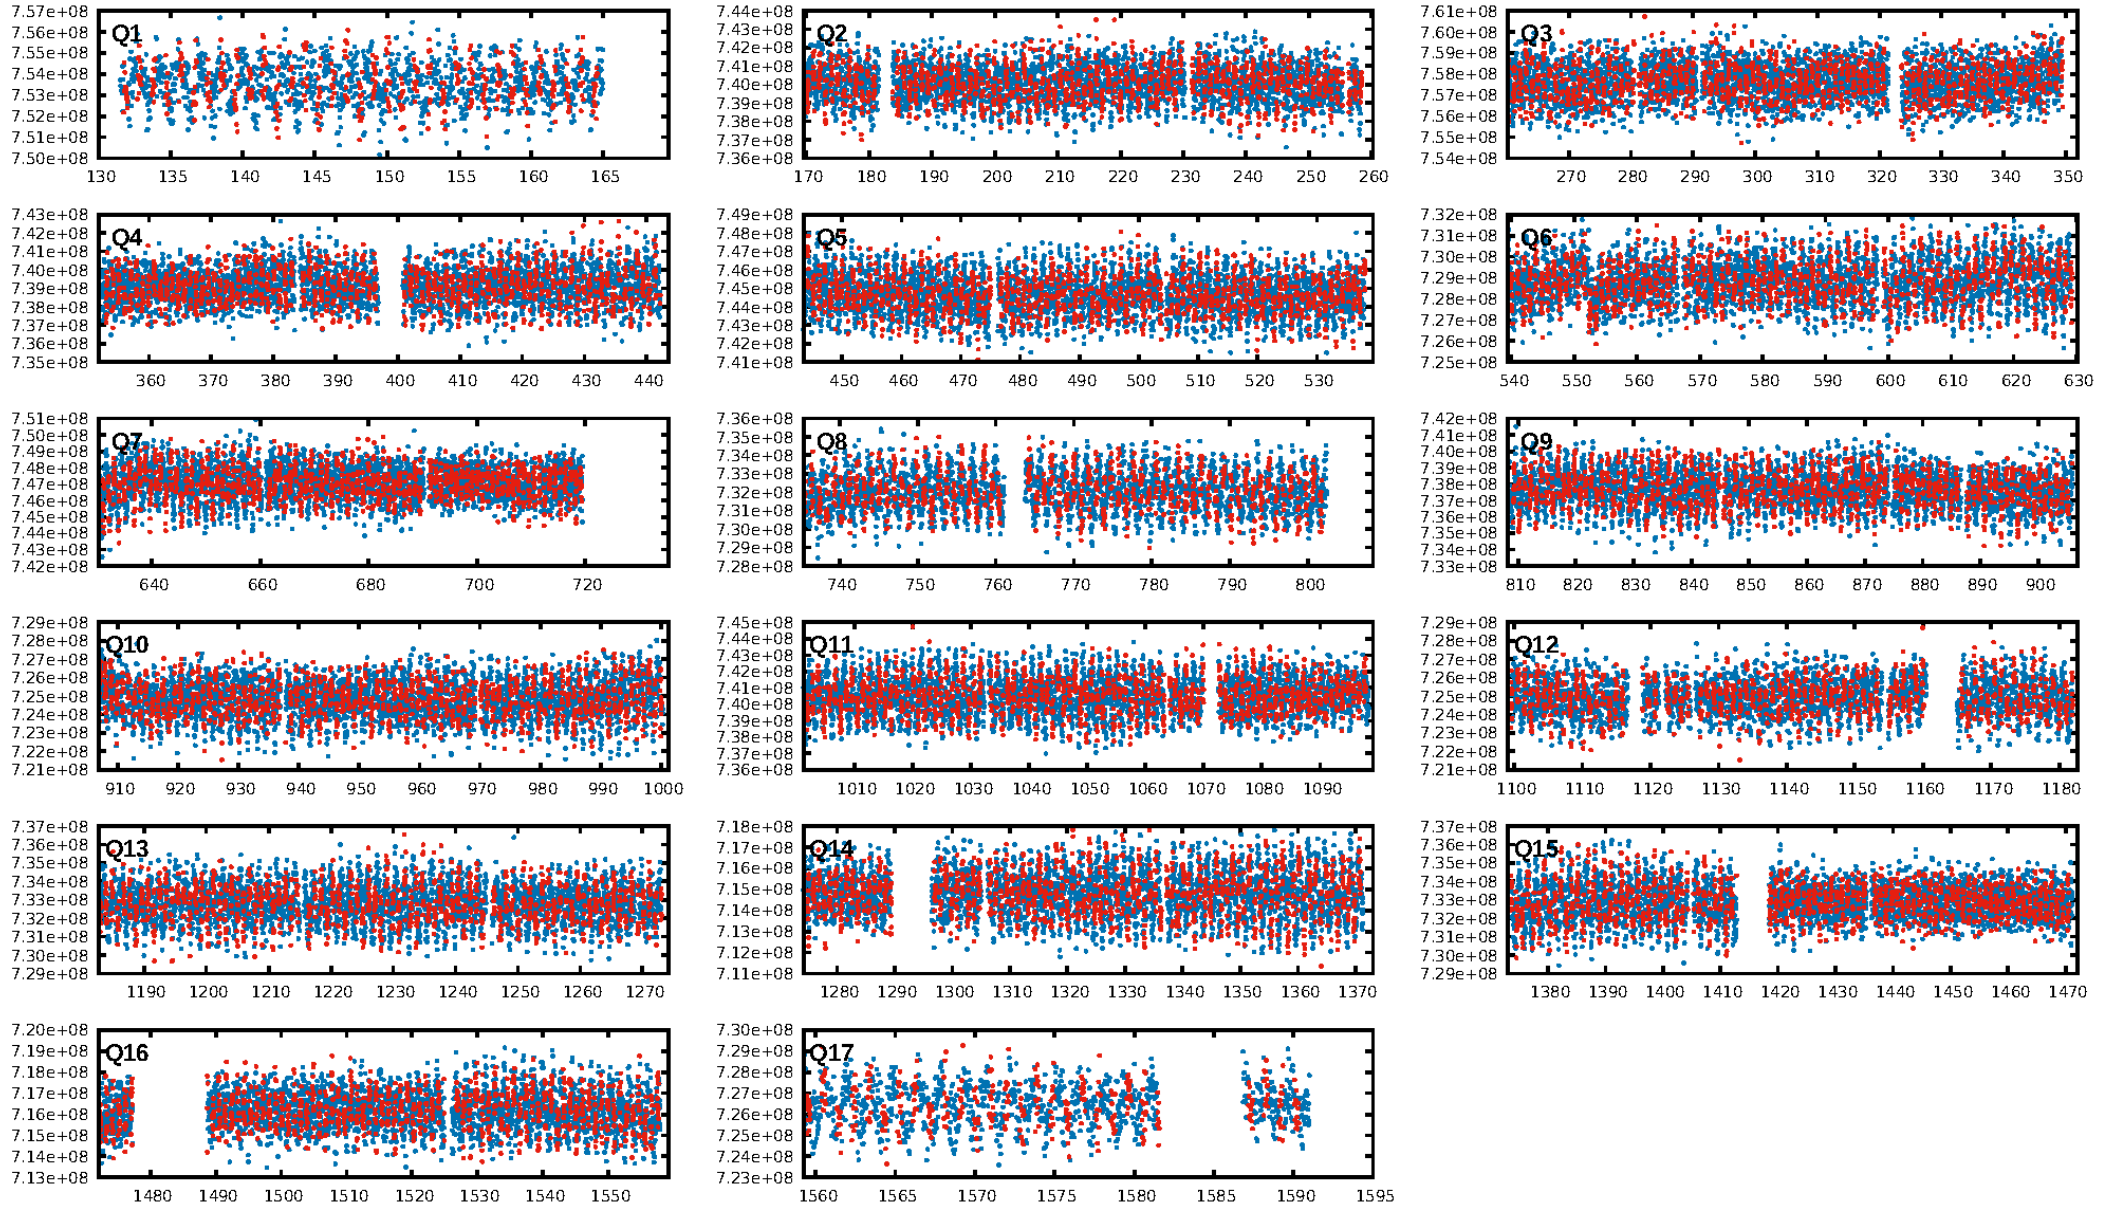 7.57e+08
7.56e+08
7.55e+08
7.54e+08
7.53e+08
7.52e+08
7.51e+08
7.50e+08
Q1
130 135 140 145 150 155 160 165
7.44e+08
7.43e+08
7.42e+08
7.41e+08
7.40e+08
7.39e+08
7.38e+08
7.37e+08
7.36e+08
Q2
170 180 190 200 210 220 230 240 250 260
7.61e+08
7.60e+08
7.59e+08
7.58e+08
7.57e+08
7.56e+08
7.55e+08
7.54e+08
Q3
270 280 290 300 310 320 330 340 350
7.43e+08
7.42e+08
7.41e+08
7.40e+08
7.39e+08
7.38e+08
7.37e+08
7.36e+08
7.35e+08
Q4
360 370 380 390 400 410 420 430 440
7.49e+08
7.48e+08
7.47e+08
7.46e+08
7.45e+08
7.44e+08
7.43e+08
7.42e+08
7.41e+08
Q5
450 460 470 480 490 500 510 520 530
7.32e+08
7.31e+08
7.30e+08
7.29e+08
7.28e+08
7.27e+08
7.26e+08
7.25e+08
Q6
540 550 560 570 580 590 600 610 620 630
7.51e+08
7.50e+08
7.49e+08
7.48e+08
7.47e+08
7.46e+08
7.45e+08
7.44e+08
7.43e+08
7.42e+08
Q7
640 660 680 700 720
7.36e+08
7.35e+08
7.34e+08
7.33e+08
7.32e+08
7.31e+08
7.30e+08
7.29e+08
7.28e+08
Q8
740 750 760 770 780 790 800
7.42e+08
7.41e+08
7.40e+08
7.39e+08
7.38e+08
7.37e+08
7.36e+08
7.35e+08
7.34e+08
7.33e+08
Q9
810 820 830 840 850 860 870 880 890 900
7.29e+08
7.28e+08
7.27e+08
7.26e+08
7.25e+08
7.24e+08
7.23e+08
7.22e+08
7.21e+08
Q10
910 920 930 940 950 960 970 980 990 1000
7.45e+08
7.44e+08
7.43e+08
7.42e+08
7.41e+08
7.40e+08
7.39e+08
7.38e+08
7.37e+08
7.36e+08
Q11
1010 1020 1030 1040 1050 1060 1070 1080 1090
7.29e+08
7.28e+08
7.27e+08
7.26e+08
7.25e+08
7.24e+08
7.23e+08
7.22e+08
7.21e+08
Q12
1100 1110 1120 1130 1140 1150 1160 1170 1180
7.37e+08
7.36e+08
7.35e+08
7.34e+08
7.33e+08
7.32e+08
7.31e+08
7.30e+08
7.29e+08
Q13
1190 1200 1210 1220 1230 1240 1250 1260 1270
7.18e+08
7.17e+08
7.16e+08
7.15e+08
7.14e+08
7.13e+08
7.12e+08
7.11e+08
Q14
1280 1290 1300 1310 1320 1330 1340 1350 1360 1370
7.37e+08
7.36e+08
7.35e+08
7.34e+08
7.33e+08
7.32e+08
7.31e+08
7.30e+08
7.29e+08
Q15
1380 1390 1400 1410 1420 1430 1440 1450 1460 1470
7.20e+08
7.19e+08
7.18e+08
7.17e+08
7.16e+08
7.15e+08
7.14e+08
7.13e+08
Q16
1480 1490 1500 1510 1520 1530 1540 1550
7.30e+08
7.29e+08
7.28e+08
7.27e+08
7.26e+08
7.25e+08
7.24e+08
7.23e+08
Q17
1560 1565 1570 1575 1580 1585 1590 1595